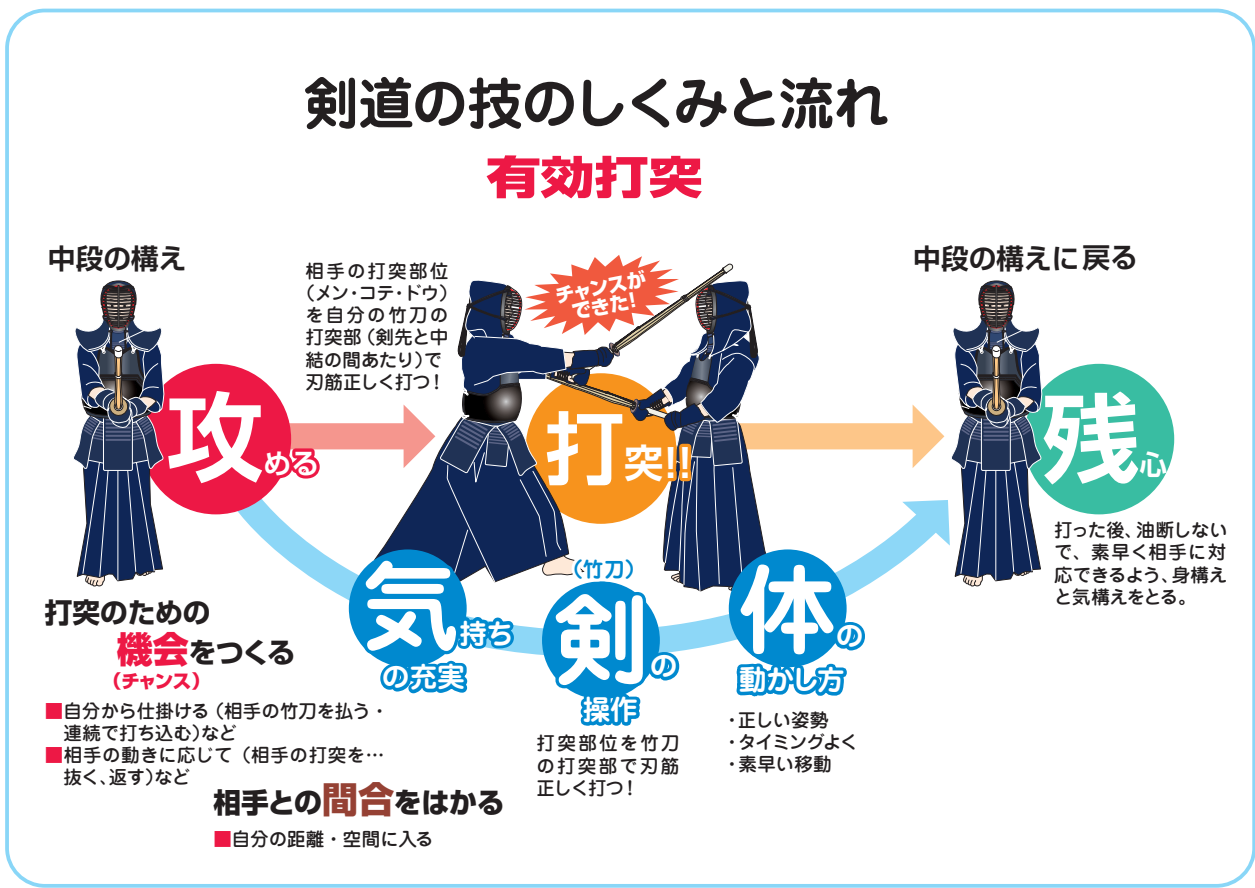 剣道の技のしくみと流れ
有効打突
中段の構え
相手の打突部位
(メン・コテ・ドウ)
を自分の竹刀の
打突部(剣先と中
結の間あたり)で
刃筋正しく打つ!
チャンスが
できた!
中段の構えに戻る
攻める
打突!!
残心
打った後、油断しない
で、素早く相手に対
応できるよう、身構え
と気構えをとる。
打突のための
機会をつくる
(チャンス)
■自分から仕掛ける(相手の竹刀を払う・
連続で打ち込む)など
■相手の動きに応じて(相手の打突を…
抜く、返す)など
相手との間合をはかる
■自分の距離・空間に入る
気持ち
の充実
(竹刀)
剣の
操作
打突部位を竹刀
の打突部で刃筋
正しく打つ!
体の
動かし方
・正しい姿勢
・タイミングよく
・素早い移動